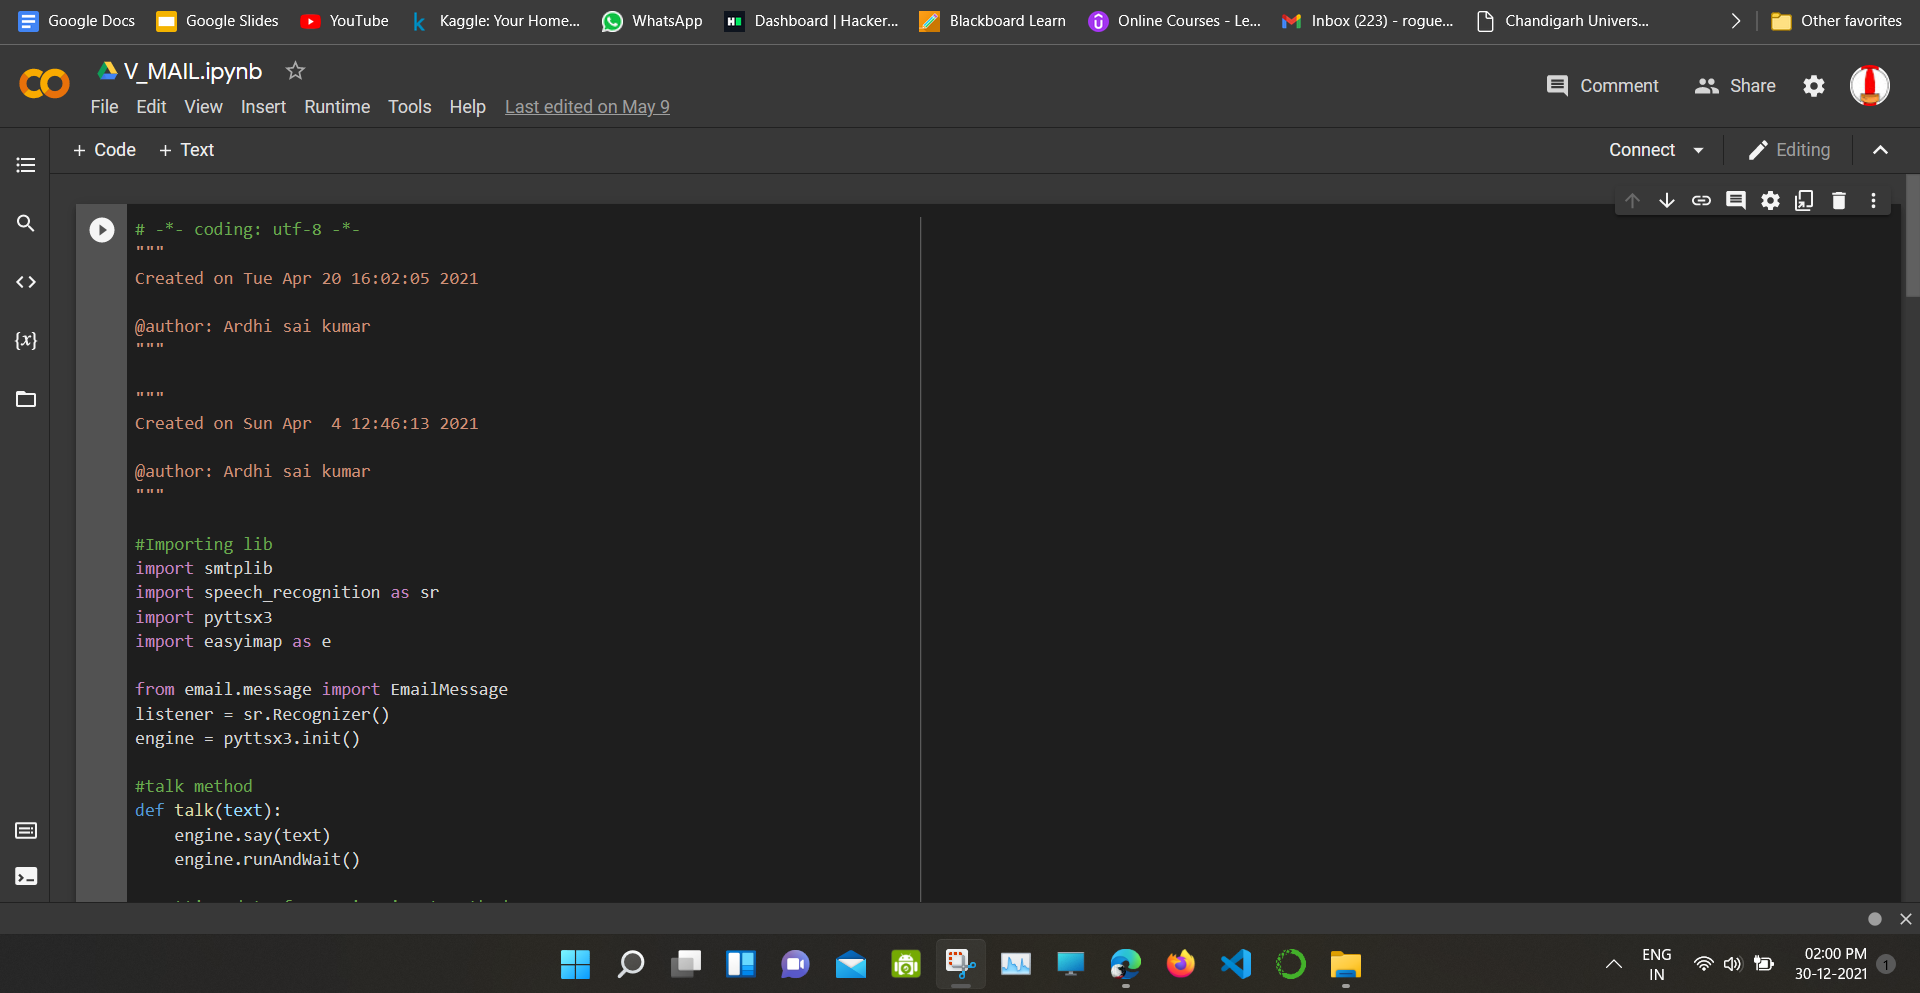 Google Docs Google Slides YouTube Kaggle: Your Home... WhatsApp Dashboard | Hacker... Blackboard Learn Online Courses - Le... Inbox (223) - rogue... Chandigarh Univers... Other favorites
V_MAIL.ipynb
File Edit View Insert Runtime Tools Help Last edited on May 9
Comment Share
+ Code + Text Connect Editing
# -*- coding: utf-8 -*-
"""
Created on Tue Apr 20 16:02:05 2021
@author: Ardhi sai kumar
"""
"""
Created on Sun Apr  4 12:46:13 2021
@author: Ardhi sai kumar
"""
#Importing lib
import smtplib
import speech_recognition as sr
import pyttsx3
import easyimap as e
from email.message import EmailMessage
listener = sr.Recognizer()
engine = pyttsx3.init()
#talk method
def talk(text):
    engine.say(text)
    engine.runAndWait()
ENG
IN
02:00 PM
30-12-2021
1